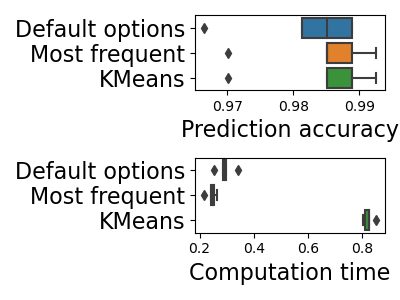 Default options
Most frequent
KMeans
0.97 0.98 0.99
Prediction accuracy
Default options
Most frequent
KMeans
0.2 0.4 0.6 0.8
Computation time